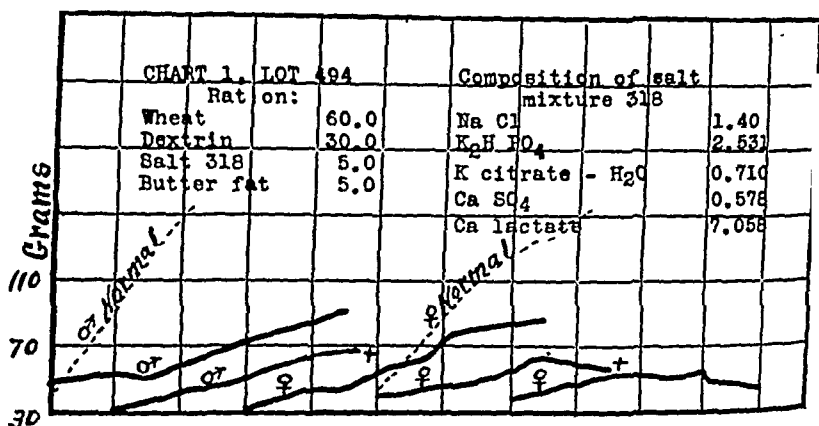 CHART 1, LOT 494
Rat on:
Wheat 60.0
Dextrin 30.0
Salt 318 5.0
Butter fat 5.0
Composition of salt
mixture 318
Na Cl 1.40
K₂H PO₄ 2.531
K citrate - H₂O 0.710
Ca SO₄ 0.578
Ca lactate 7.058
Grams
110
70
30
♂ Normal
♀ Normal
♂
♂
+
♀
♀
♀
+